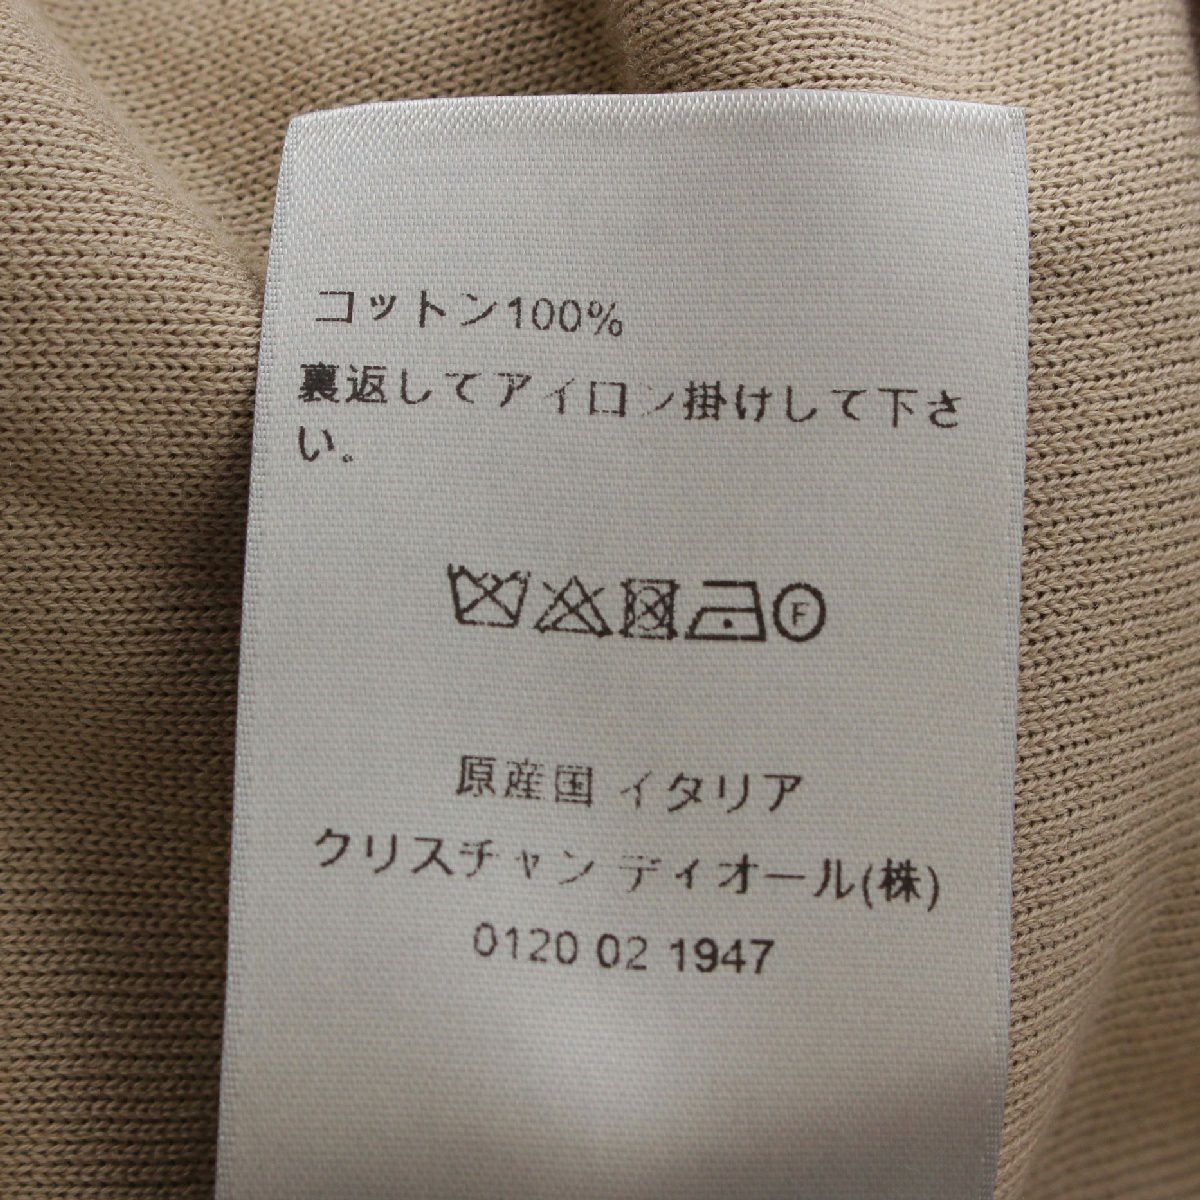 コットン100%
裏返してアイロン掛けして下さ
い。
F
原産国 イタリア
クリスチャン ディオール(株)
0120 02 1947